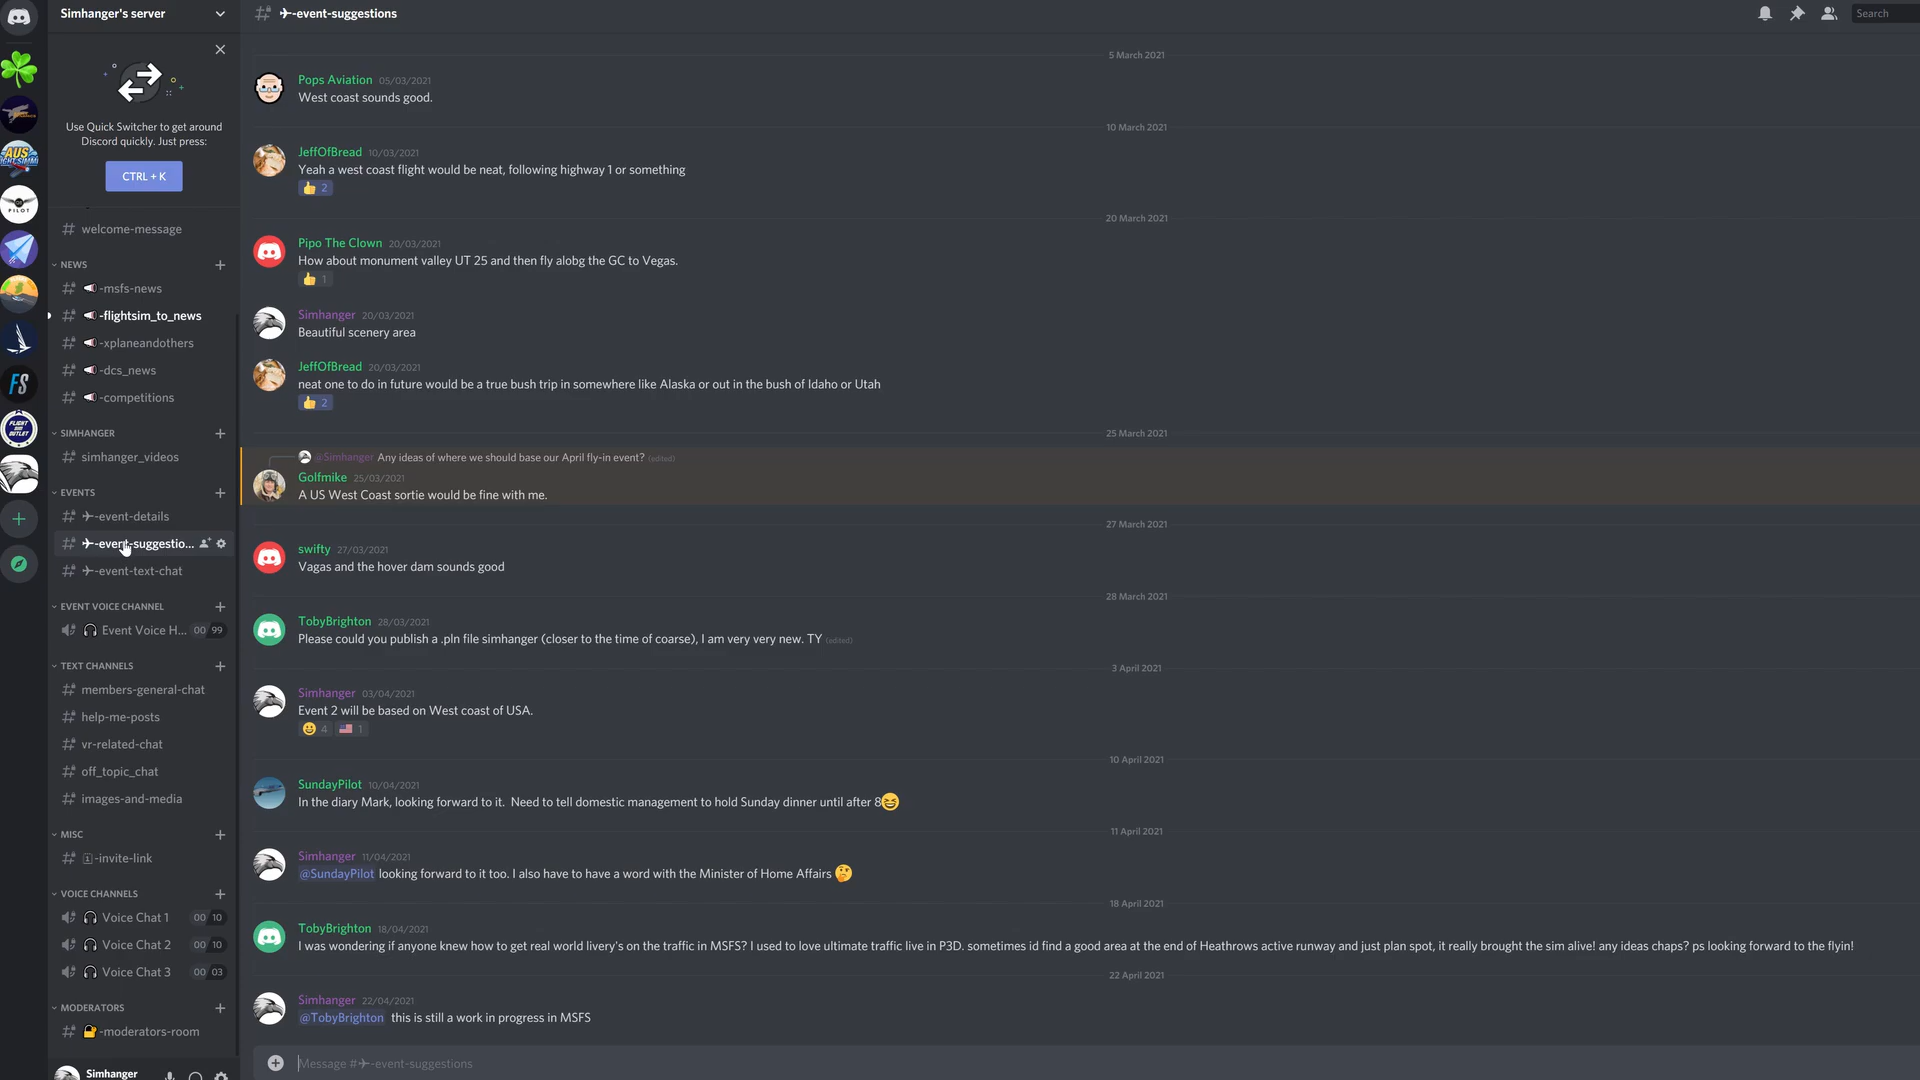 Simhanger's server
✈-event-suggestions
Search
Use Quick Switcher to get around
Discord quickly. Just press:
CTRL + K
welcome-message
NEWS
-msfs-news
-flightsim_to_news
-xplaneandothers
-dcs_news
-competitions
SIMHANGER
simhanger_videos
EVENTS
✈-event-details
✈-event-suggestio...
✈-event-text-chat
EVENT VOICE CHANNEL
Event Voice H... 00 99
TEXT CHANNELS
members-general-chat
help-me-posts
vr-related-chat
off_topic_chat
images-and-media
MISC
-invite-link
VOICE CHANNELS
Voice Chat 1 00 10
Voice Chat 2 00 10
Voice Chat 3 00 03
MODERATORS
-moderators-room
Simhanger
AUS
PILOT
FS
FLIGHT SIM OUTLET
5 March 2021
Pops Aviation 05/03/2021
West coast sounds good.
10 March 2021
JeffOfBread 10/03/2021
Yeah a west coast flight would be neat, following highway 1 or something
👍 2
20 March 2021
Pipo The Clown 20/03/2021
How about monument valley UT 25 and then fly alobg the GC to Vegas.
👍 1
Simhanger 20/03/2021
Beautiful scenery area
JeffOfBread 20/03/2021
neat one to do in future would be a true bush trip in somewhere like Alaska or out in the bush of Idaho or Utah
👍 2
25 March 2021
@Simhanger Any ideas of where we should base our April fly-in event? (edited)
Golfmike 25/03/2021
A US West Coast sortie would be fine with me.
27 March 2021
swifty 27/03/2021
Vagas and the hover dam sounds good
28 March 2021
TobyBrighton 28/03/2021
Please could you publish a .pln file simhanger (closer to the time of coarse), I am very very new. TY (edited)
3 April 2021
Simhanger 03/04/2021
Event 2 will be based on West coast of USA.
😀 4 🇺🇸 1
10 April 2021
SundayPilot 10/04/2021
In the diary Mark, looking forward to it. Need to tell domestic management to hold Sunday dinner until after 8😆
11 April 2021
Simhanger 11/04/2021
@SundayPilot looking forward to it too. I also have to have a word with the Minister of Home Affairs 🤔
18 April 2021
TobyBrighton 18/04/2021
I was wondering if anyone knew how to get real world livery's on the traffic in MSFS? I used to love ultimate traffic live in P3D. sometimes id find a good area at the end of Heathrows active runway and just plan spot, it really brought the sim alive! any ideas chaps? ps looking forward to the flyin!
22 April 2021
Simhanger 22/04/2021
@TobyBrighton this is still a work in progress in MSFS
Message #✈-event-suggestions